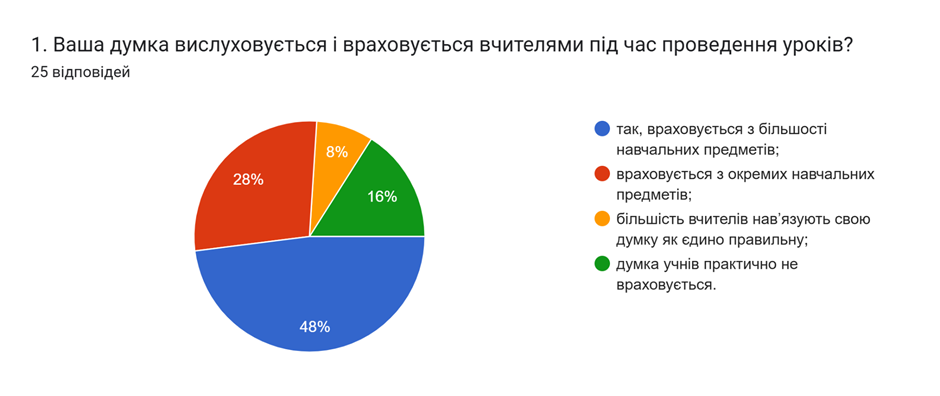 1. Ваша думка вислуховується і враховується вчителями під час проведення уроків?
25 відповідей
28%
8%
16%
48%
так, враховується з більшості
навчальних предметів;
враховується з окремих навчальних
предметів;
більшість вчителів нав’язують свою
думку як єдино правильну;
думка учнів практично не
враховується.